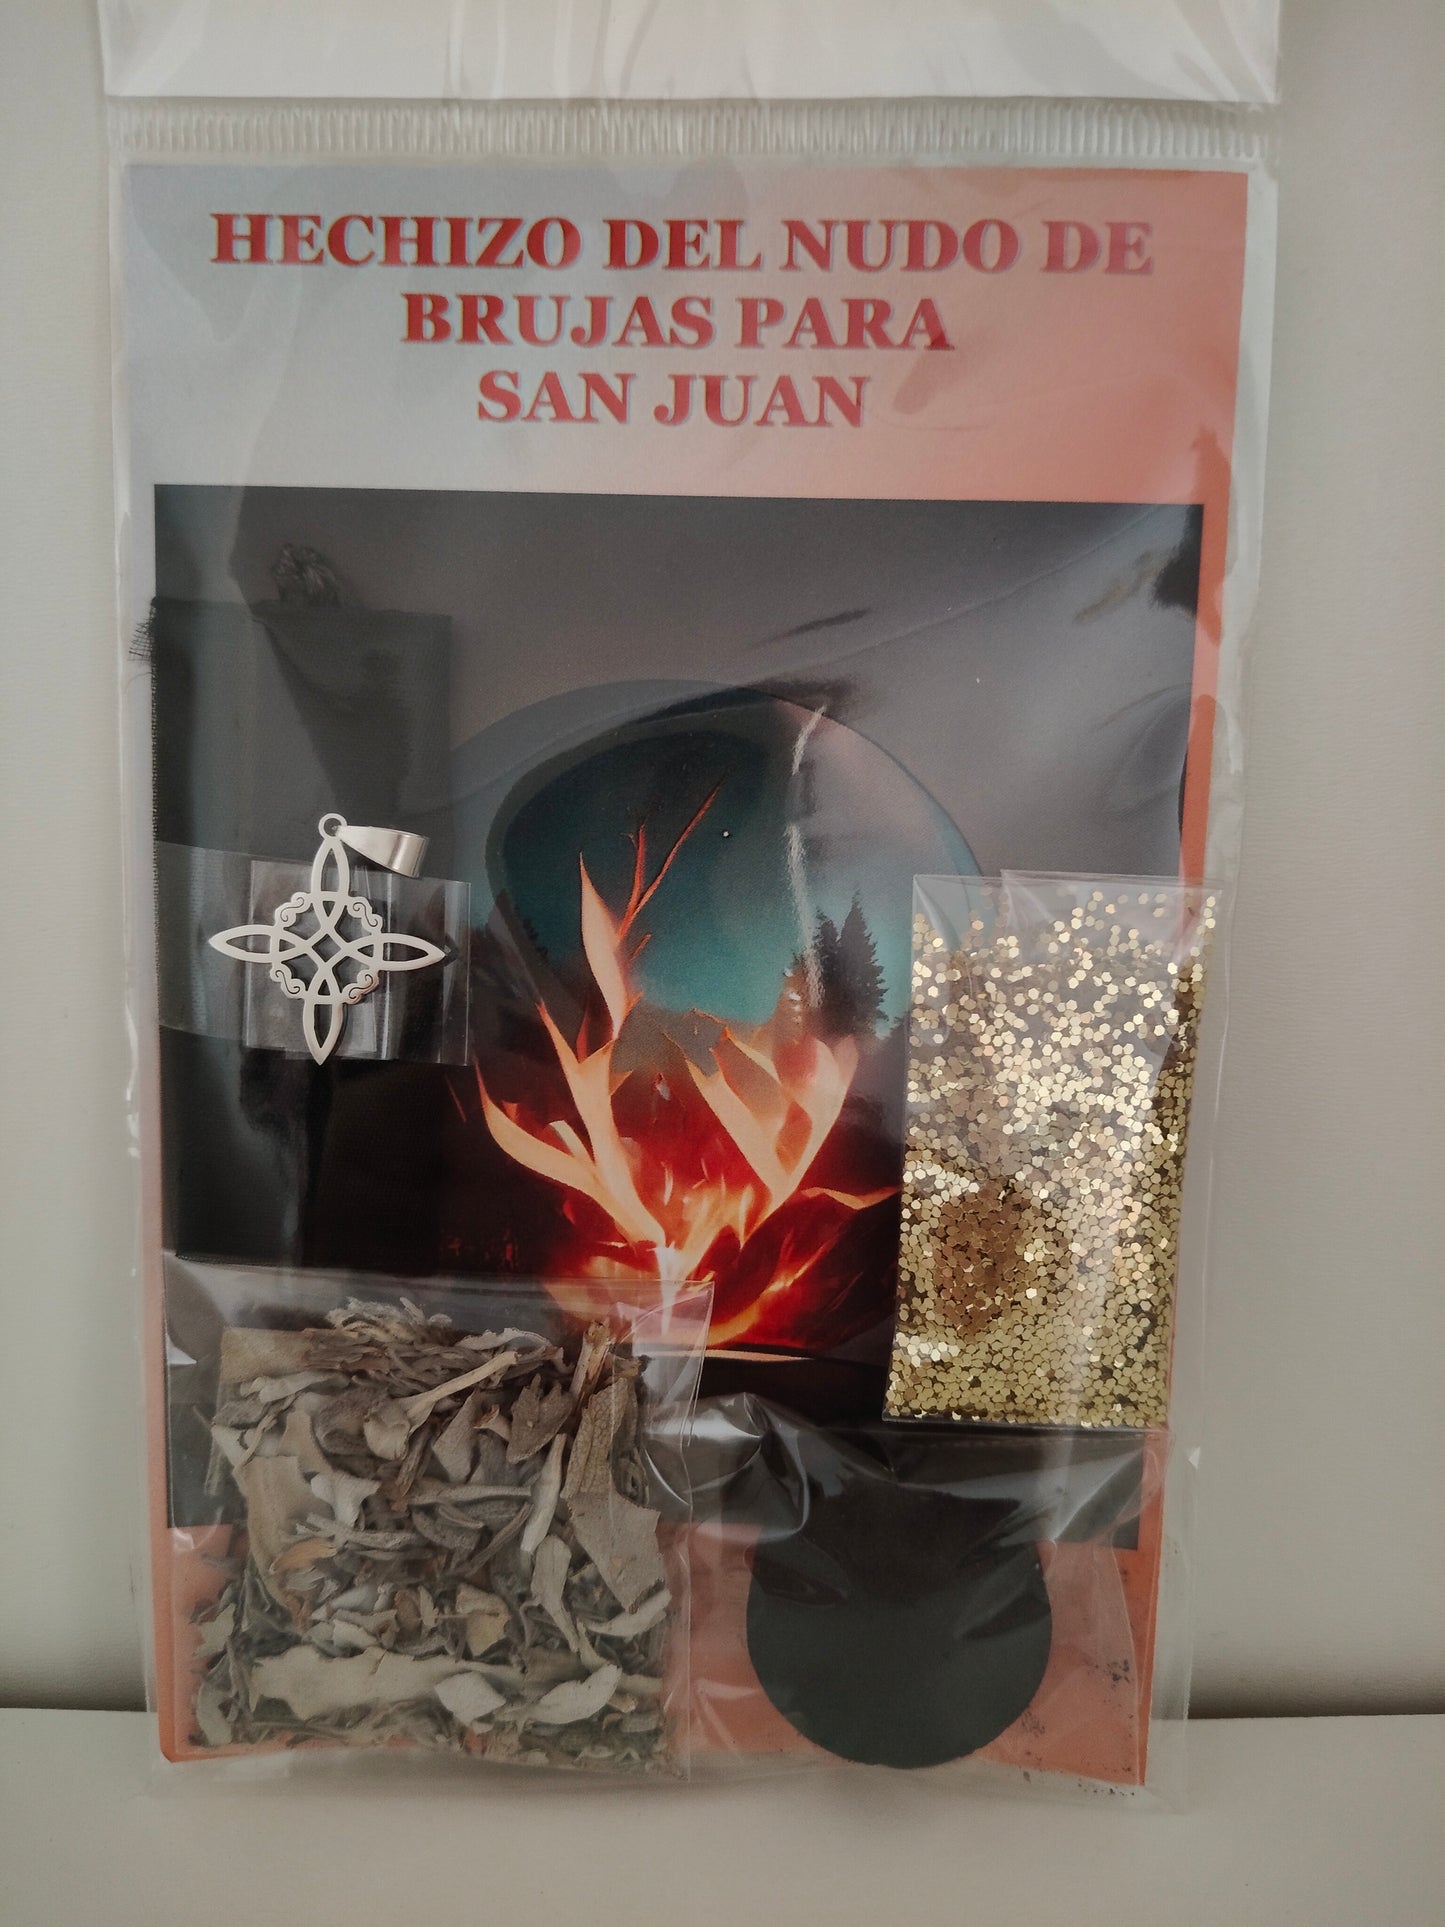 HECHIZO DEL NUDO DE
BRUJAS PARA
SAN JUAN